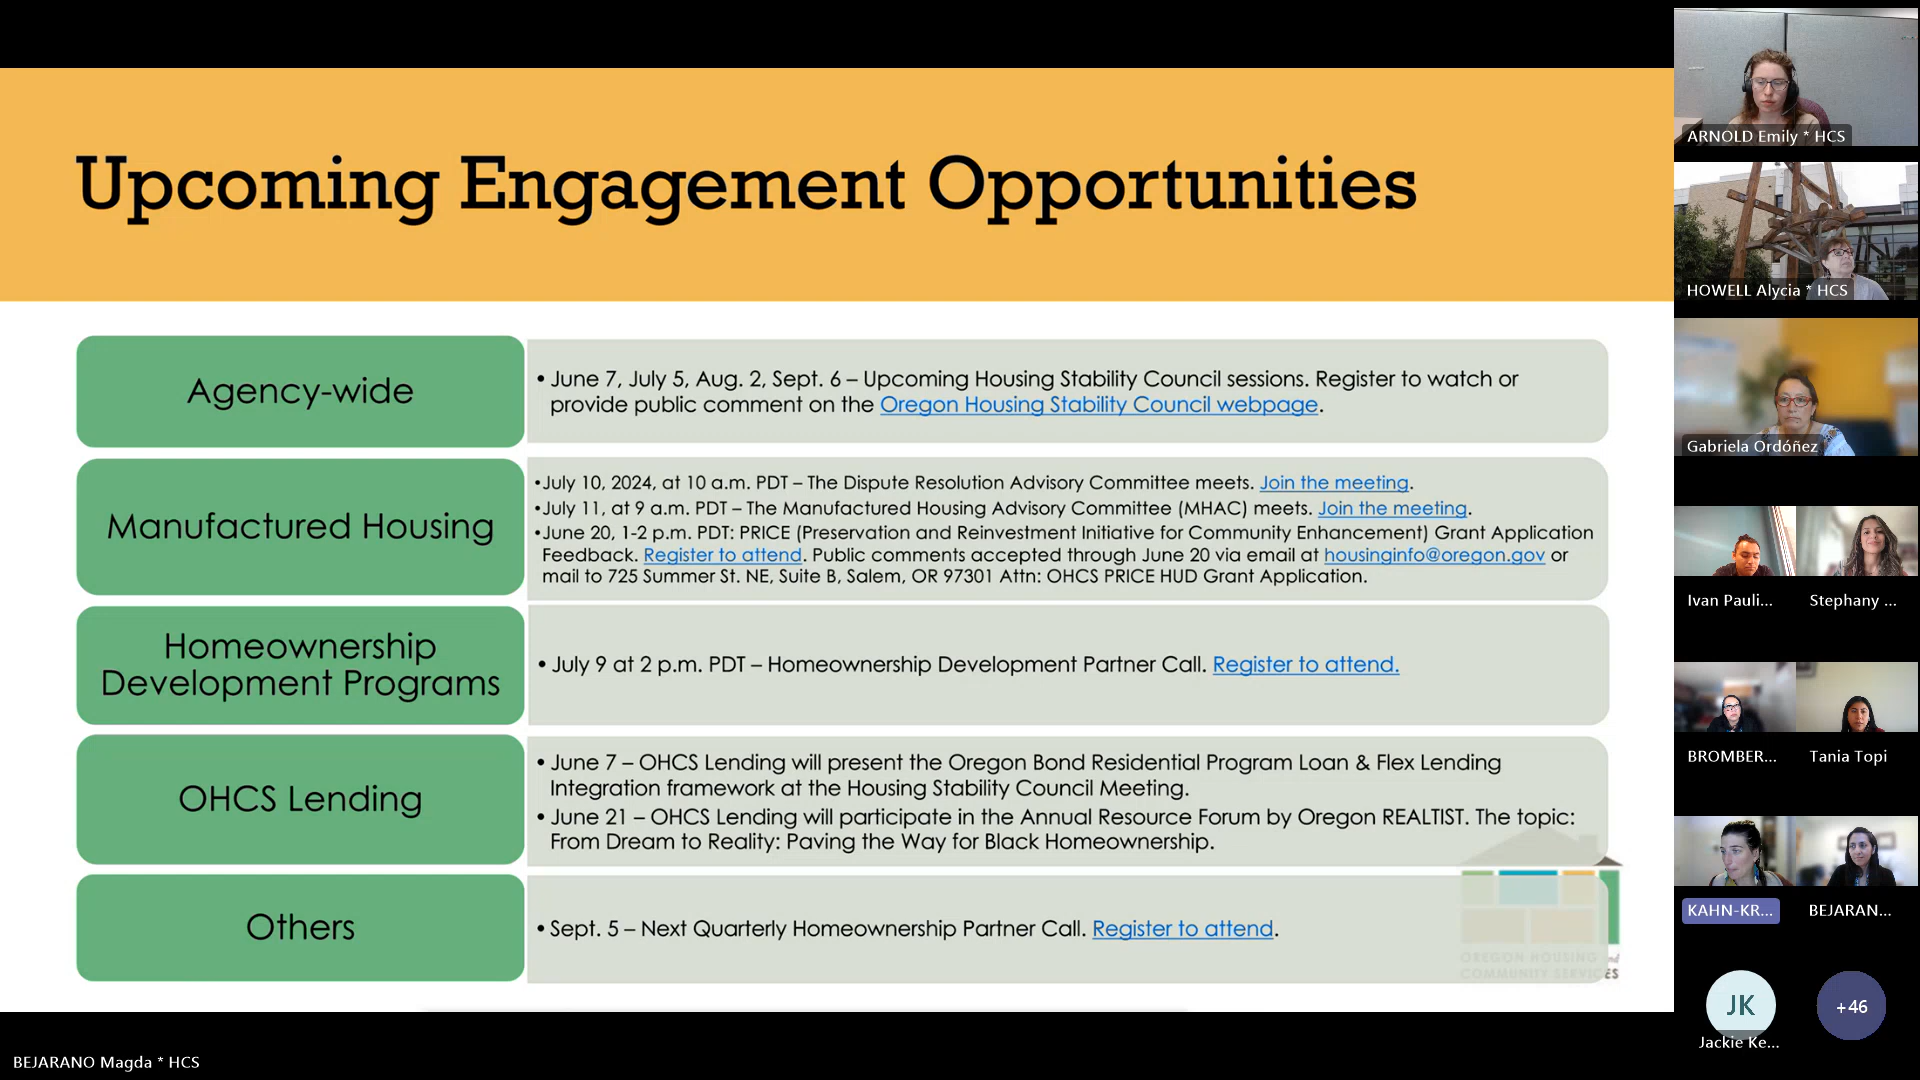 Upcoming Engagement Opportunities
Agency-wide
• June 7, July 5, Aug. 2, Sept. 6 – Upcoming Housing Stability Council sessions. Register to watch or
provide public comment on the Oregon Housing Stability Council webpage.
Manufactured Housing
•July 10, 2024, at 10 a.m. PDT – The Dispute Resolution Advisory Committee meets. Join the meeting.
•July 11, at 9 a.m. PDT – The Manufactured Housing Advisory Committee (MHAC) meets. Join the meeting.
•June 20, 1-2 p.m. PDT: PRICE (Preservation and Reinvestment Initiative for Community Enhancement) Grant Application
Feedback. Register to attend. Public comments accepted through June 20 via email at housinginfo@oregon.gov or
mail to 725 Summer St. NE, Suite B, Salem, OR 97301 Attn: OHCS PRICE HUD Grant Application.
Homeownership
Development Programs
• July 9 at 2 p.m. PDT – Homeownership Development Partner Call. Register to attend.
OHCS Lending
• June 7 – OHCS Lending will present the Oregon Bond Residential Program Loan & Flex Lending
Integration framework at the Housing Stability Council Meeting.
• June 21 – OHCS Lending will participate in the Annual Resource Forum by Oregon REALTIST. The topic:
From Dream to Reality: Paving the Way for Black Homeownership.
Others
• Sept. 5 – Next Quarterly Homeownership Partner Call. Register to attend.
OREGON HOUSING and
COMMUNITY SERVICES
BEJARANO Magda * HCS
ARNOLD Emily * HCS
HOWELL Alycia * HCS
Gabriela Ordóñez
Ivan Pauli...
Stephany ...
BROMBER...
Tania Topi
KAHN-KR...
BEJARAN...
JK
+46
Jackie Ke...